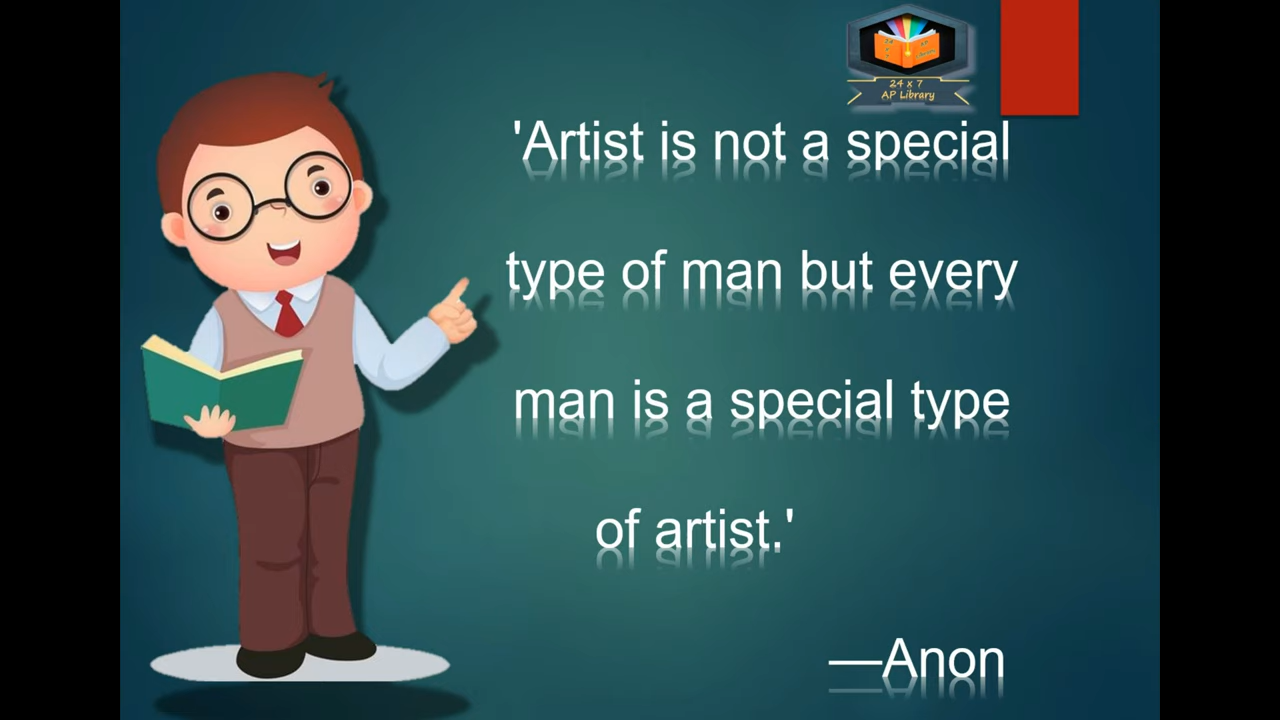 24 x 7
AP Library
'Artist is not a special
type of man but every
man is a special type
of artist.'
—Anon